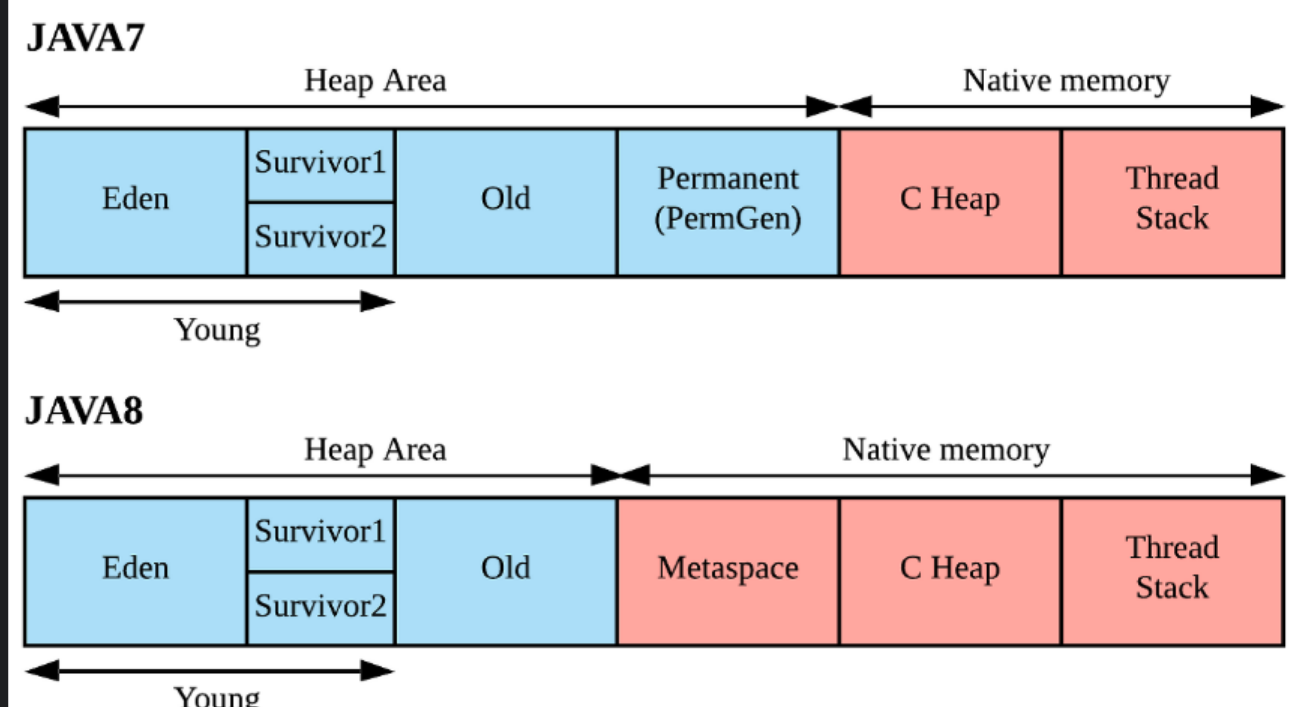 JAVA7
Heap Area
Native memory
Eden
Survivor1
Survivor2
Old
Permanent
(PermGen)
C Heap
Thread
Stack
Young
JAVA8
Heap Area
Native memory
Eden
Survivor1
Survivor2
Old
Metaspace
C Heap
Thread
Stack
Young